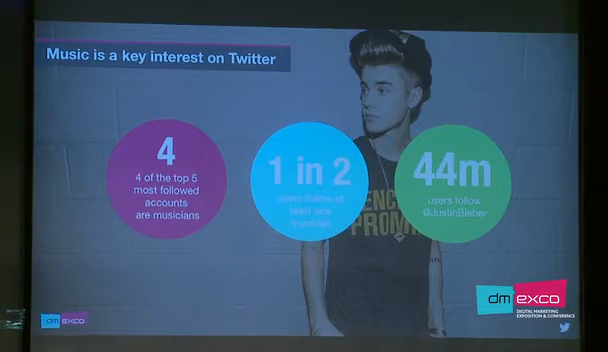 Music is a key interest on Twitter
4
4 of the top 5
most followed
accounts
are musicians
1 in 2
users follow at
least one
musician
44m
users follow
@JustinBieber
ENC
PROMI
dm exco
dm exco
DIGITAL MARKETING
EXPOSITION & CONFERENCE